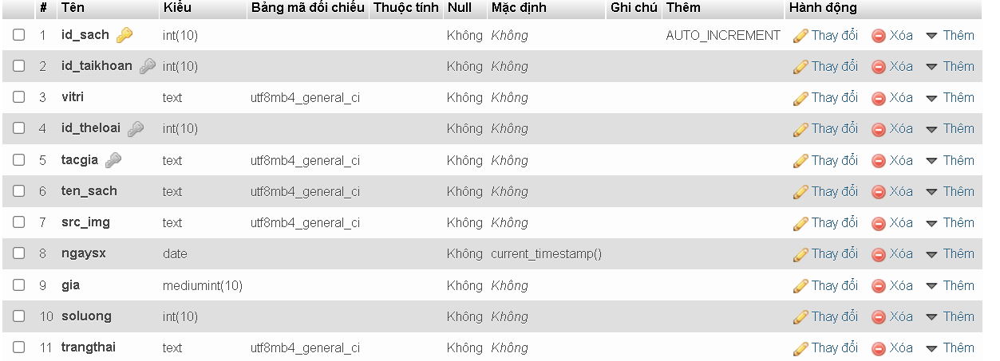 # Tên Kiểu Bảng mã đối chiếu Thuộc tính Null Mặc định Ghi chú Thêm Hành động
1 id_sach int(10) Không Không AUTO_INCREMENT Thay đổi Xóa Thêm
2 id_taikhoan int(10) Không Không Thay đổi Xóa Thêm
3 vitri text utf8mb4_general_ci Không Không Thay đổi Xóa Thêm
4 id_theloai int(10) Không Không Thay đổi Xóa Thêm
5 tacgia text utf8mb4_general_ci Không Không Thay đổi Xóa Thêm
6 ten_sach text utf8mb4_general_ci Không Không Thay đổi Xóa Thêm
7 src_img text utf8mb4_general_ci Không Không Thay đổi Xóa Thêm
8 ngaysx date Không current_timestamp() Thay đổi Xóa Thêm
9 gia mediumint(10) Không Không Thay đổi Xóa Thêm
10 soluong int(10) Không Không Thay đổi Xóa Thêm
11 trangthai text utf8mb4_general_ci Không Không Thay đổi Xóa Thêm